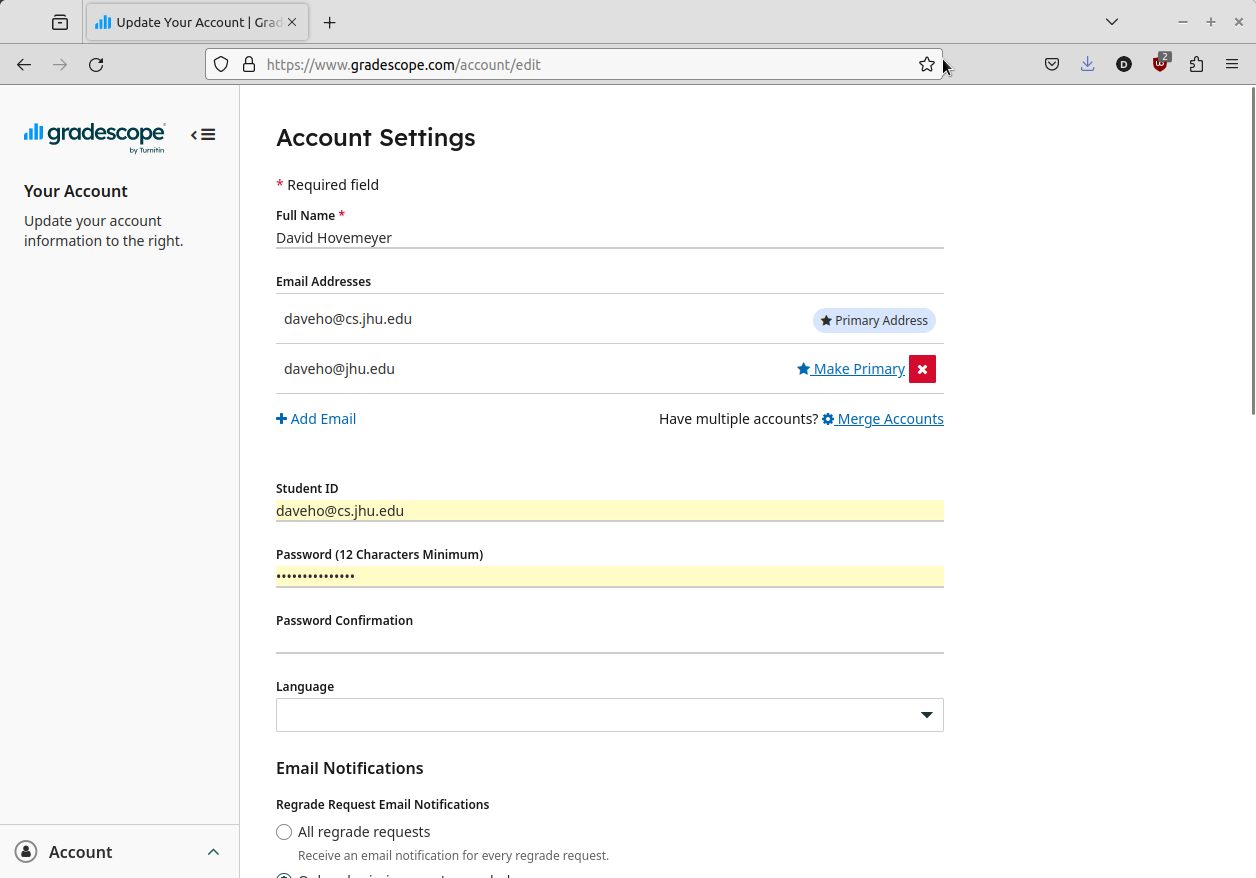 Update Your Account | Grad
https://www.gradescope.com/account/edit
D
2
gradescope
by Turnitin
Your Account
Update your account
information to the right.
Account
Account Settings
* Required field
Full Name *
David Hovemeyer
Email Addresses
daveho@cs.jhu.edu
Primary Address
daveho@jhu.edu
Make Primary
Add Email
Have multiple accounts? Merge Accounts
Student ID
daveho@cs.jhu.edu
Password (12 Characters Minimum)
•••••••••••••••
Password Confirmation
Language
Email Notifications
Regrade Request Email Notifications
All regrade requests
Receive an email notification for every regrade request.